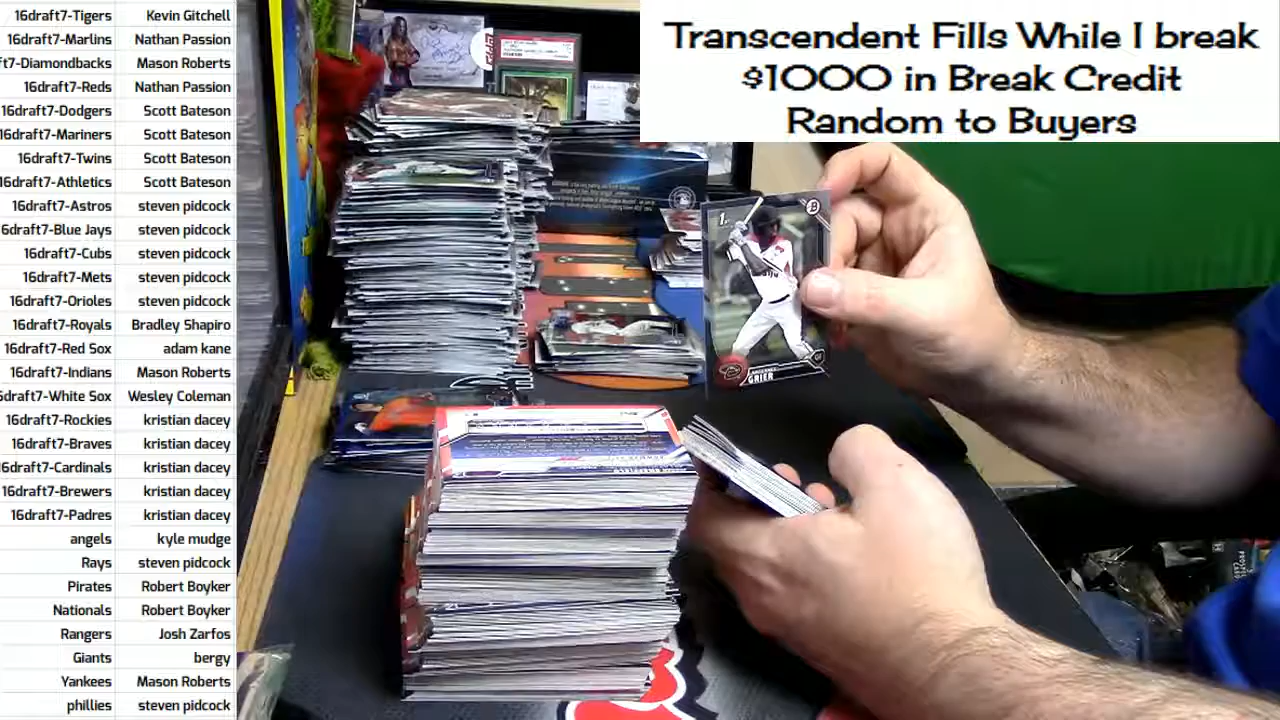 Transcendent Fills While I break
$1000 in Break Credit
Random to Buyers
16draft7-Tigers Kevin Gitchell
16draft7-Marlins Nathan Passion
ft7-Diamondbacks Mason Roberts
16draft7-Reds Nathan Passion
16draft7-Dodgers Scott Bateson
16draft7-Mariners Scott Bateson
16draft7-Twins Scott Bateson
16draft7-Athletics Scott Bateson
16draft7-Astros steven pidcock
6draft7-Blue Jays steven pidcock
16draft7-Cubs steven pidcock
16draft7-Mets steven pidcock
16draft7-Orioles steven pidcock
16draft7-Royals Bradley Shapiro
16draft7-Red Sox adam kane
16draft7-Indians Mason Roberts
6draft7-White Sox Wesley Coleman
16draft7-Rockies kristian dacey
16draft7-Braves kristian dacey
16draft7-Cardinals kristian dacey
16draft7-Brewers kristian dacey
16draft7-Padres kristian dacey
angels kyle mudge
Rays steven pidcock
Pirates Robert Boyker
Nationals Robert Boyker
Rangers Josh Zarfos
Giants bergy
Yankees Mason Roberts
phillies steven pidcock
1st
B
GRIER
OF